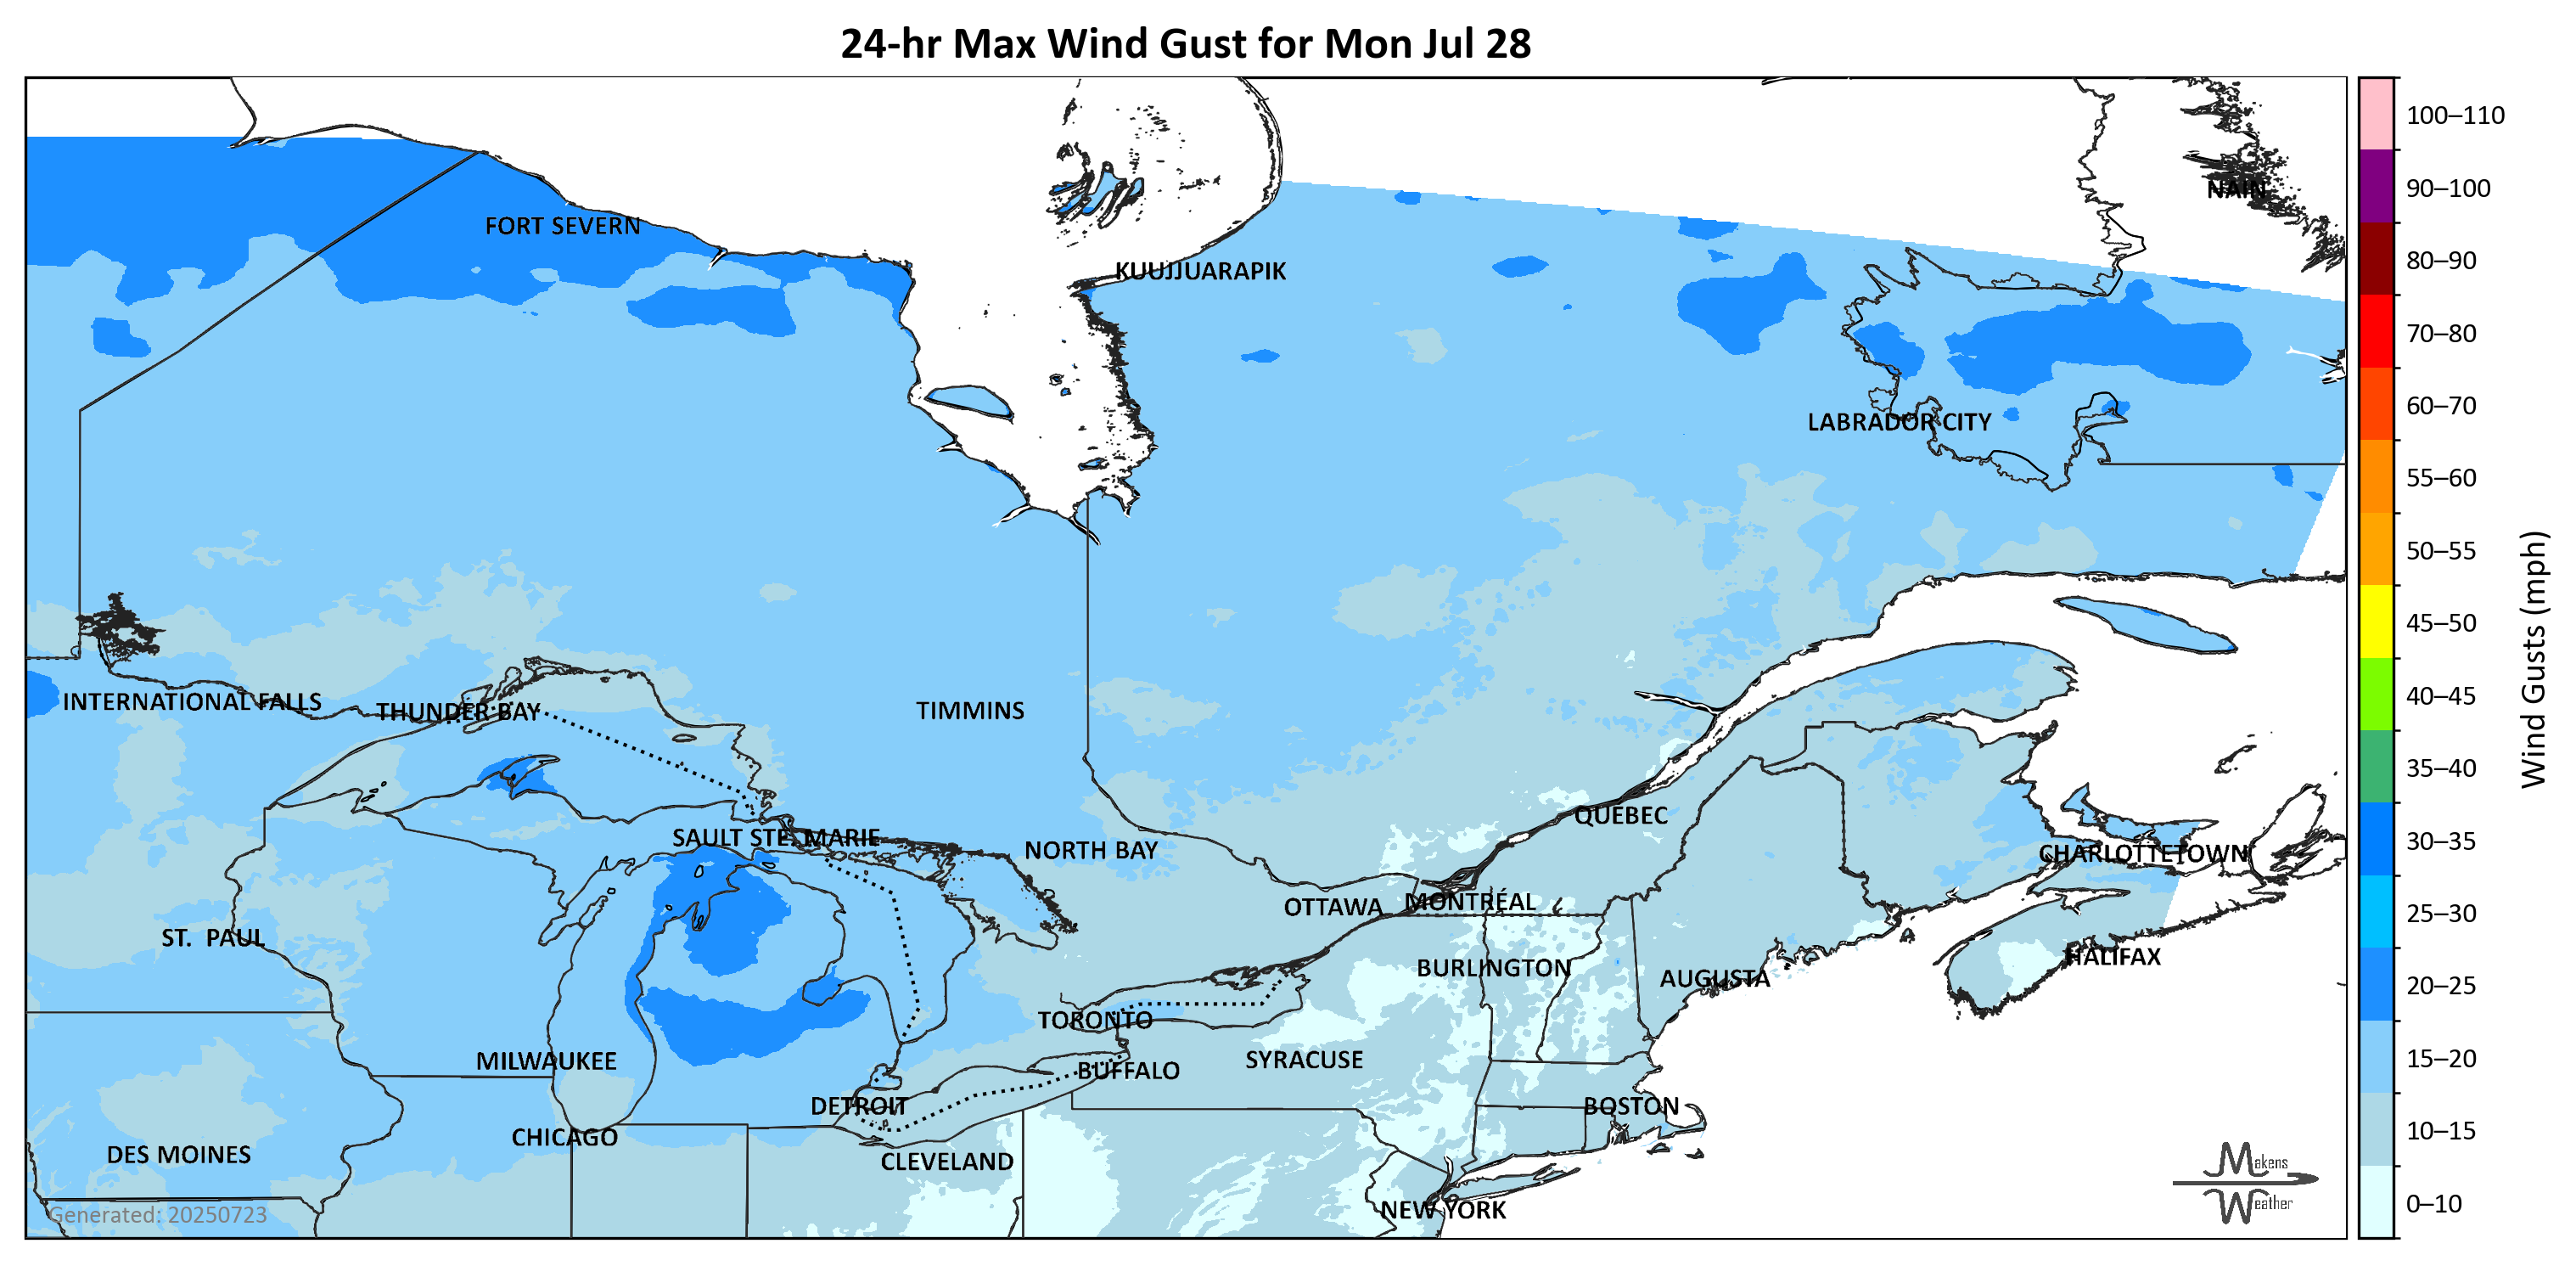 24-hr Max Wind Gust for Mon Jul 28
100–110
90–100
NAIN
FORT SEVERN
80–90
KUUJJUARAPIK
70–80
60–70
LABRADOR CITY
55–60
50–55
45–50
Wind Gusts (mph)
40–45
INTERNATIONAL FALLS
THUNDER BAY
TIMMINS
35–40
QUEBEC
SAULT STE. MARIE
30–35
NORTH BAY
CHARLOTTETOWN
MONTRÉAL
OTTAWA
25–30
ST. PAUL
HALIFAX
BURLINGTON
AUGUSTA
20–25
TORONTO
15–20
SYRACUSE
MILWAUKEE
BUFFALO
DETROIT
BOSTON
10–15
CHICAGO
DES MOINES
CLEVELAND
Makens
Weather
0–10
NEW YORK
Generated: 20250723